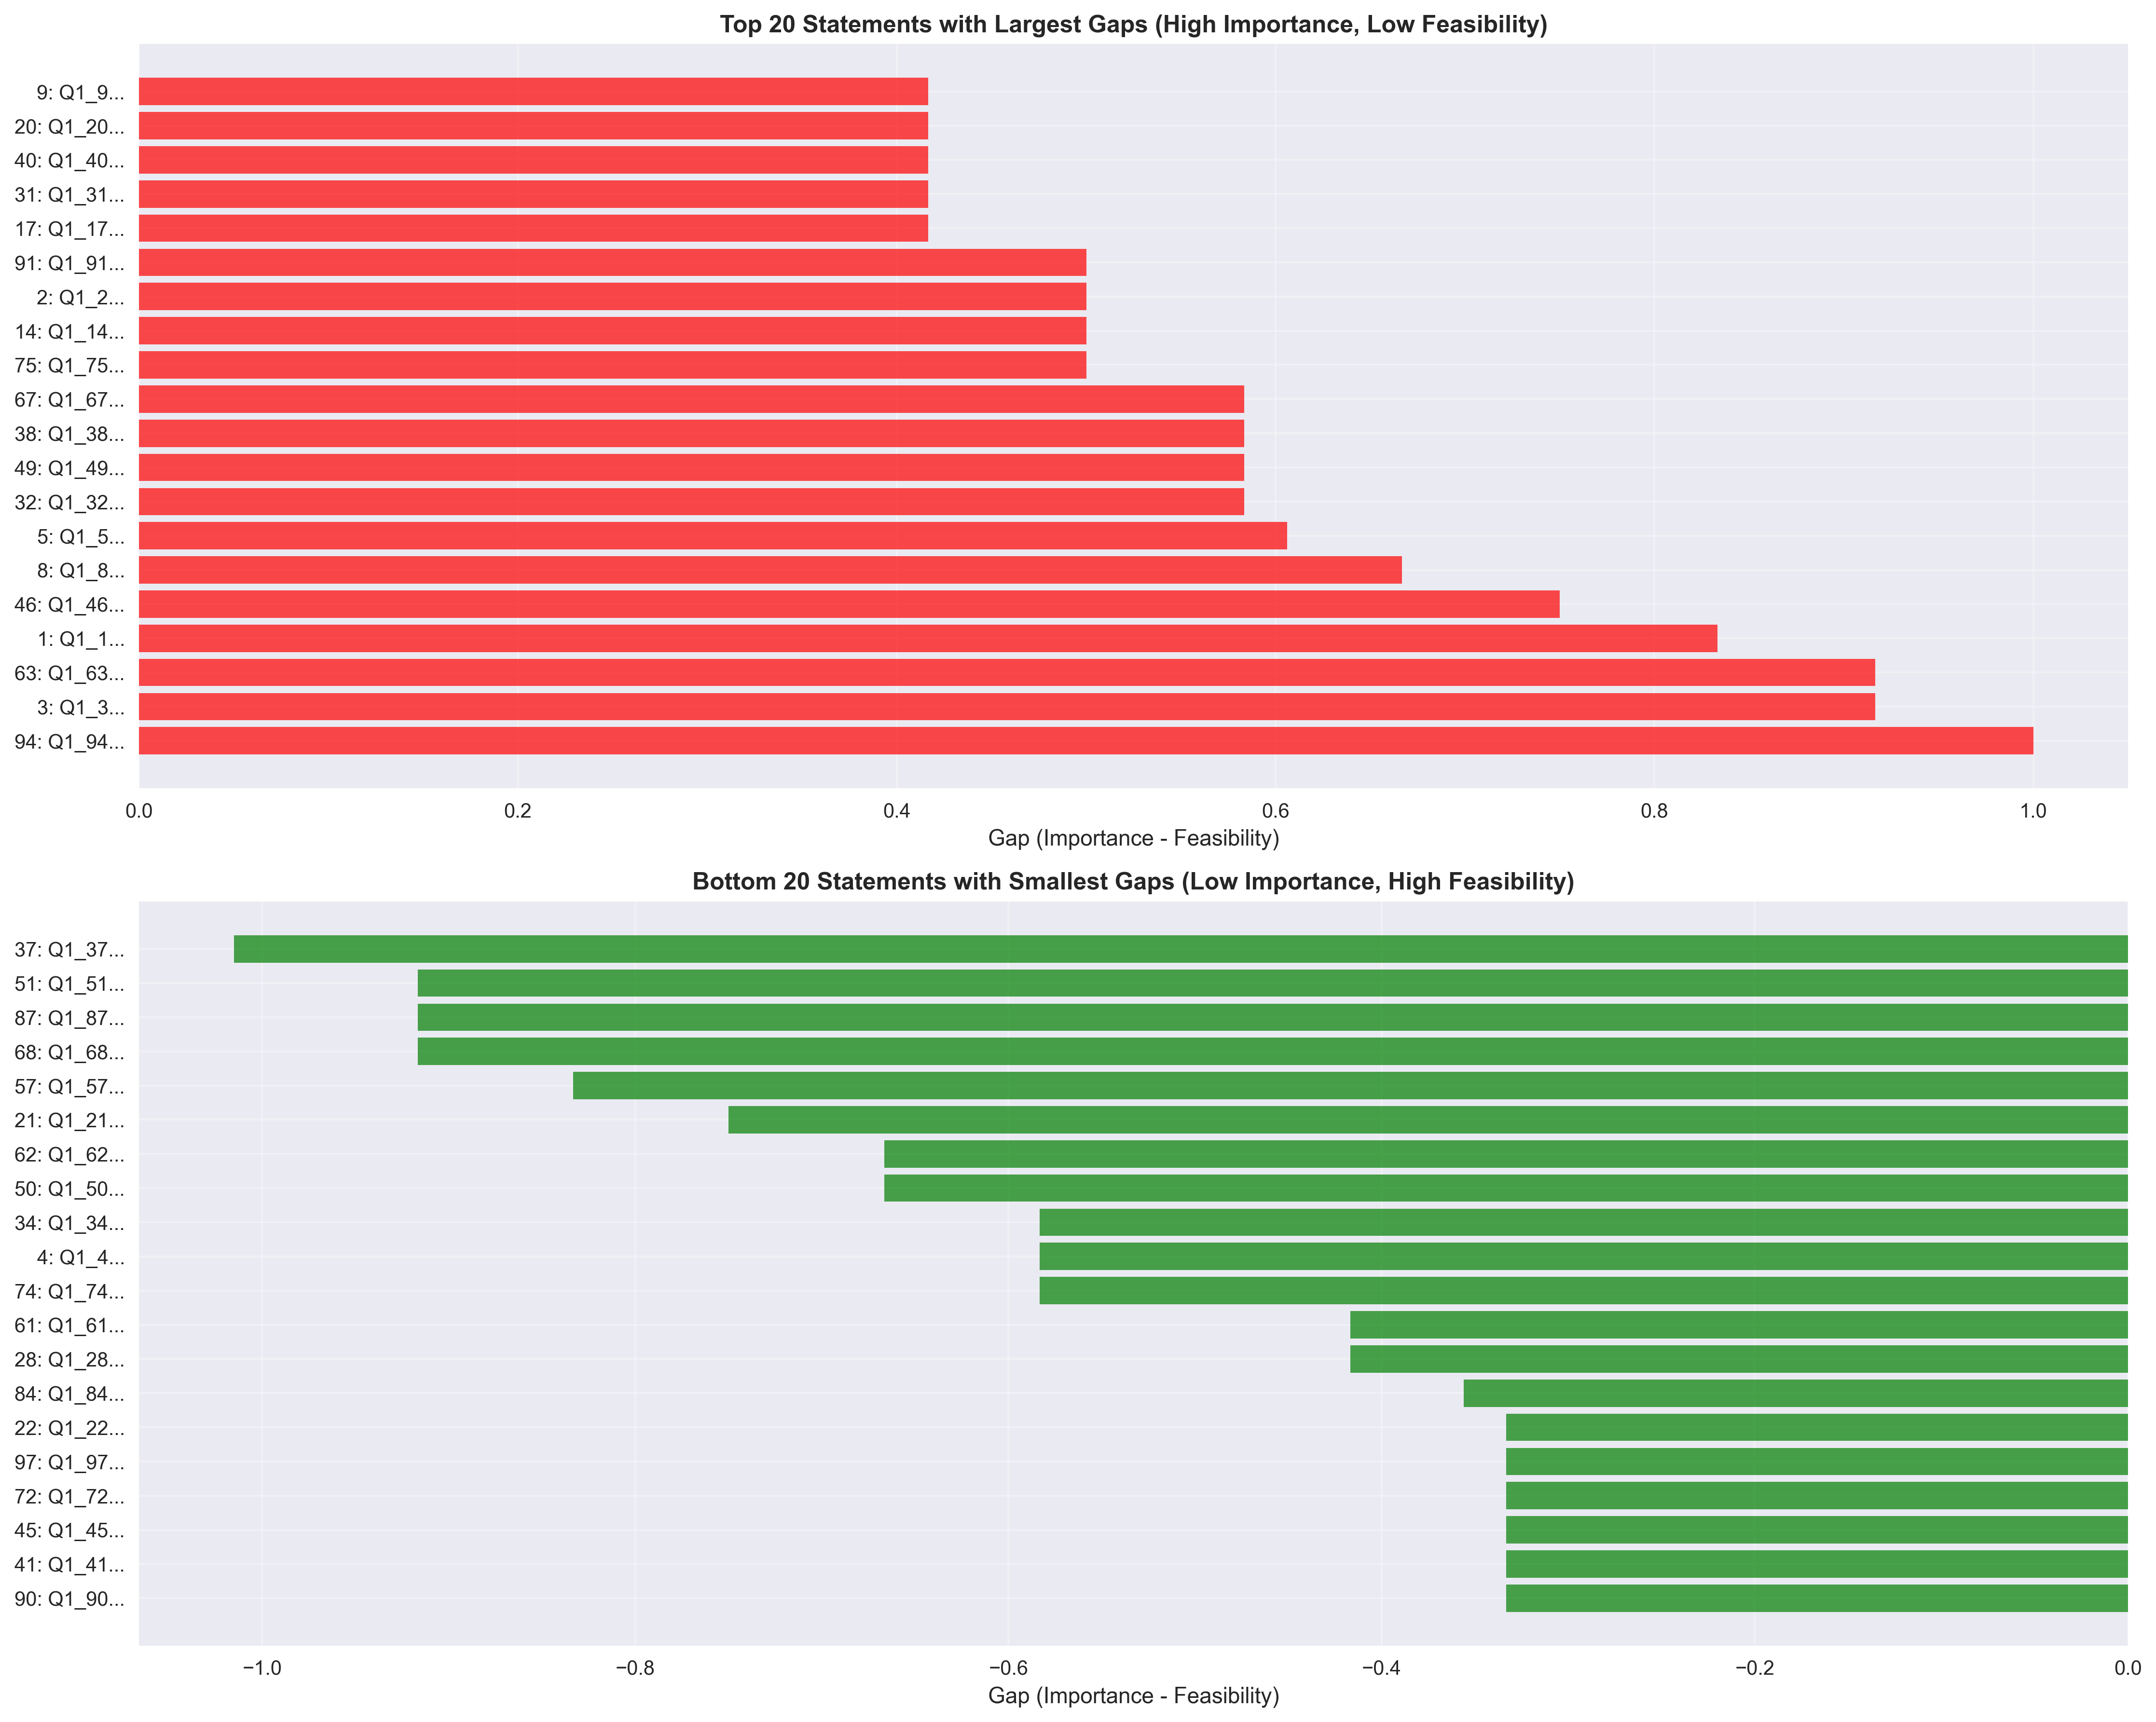 Top 20 Statements with Largest Gaps (High Importance, Low Feasibility)
9: Q1_9...
20: Q1_20...
40: Q1_40...
31: Q1_31...
17: Q1_17...
91: Q1_91...
2: Q1_2...
14: Q1_14...
75: Q1_75...
67: Q1_67...
38: Q1_38...
49: Q1_49...
32: Q1_32...
5: Q1_5...
8: Q1_8...
46: Q1_46...
1: Q1_1...
63: Q1_63...
3: Q1_3...
94: Q1_94...
0.0 0.2 0.4 0.6 0.8 1.0
Gap (Importance - Feasibility)
Bottom 20 Statements with Smallest Gaps (Low Importance, High Feasibility)
37: Q1_37...
51: Q1_51...
87: Q1_87...
68: Q1_68...
57: Q1_57...
21: Q1_21...
62: Q1_62...
50: Q1_50...
34: Q1_34...
4: Q1_4...
74: Q1_74...
61: Q1_61...
28: Q1_28...
84: Q1_84...
22: Q1_22...
97: Q1_97...
72: Q1_72...
45: Q1_45...
41: Q1_41...
90: Q1_90...
−1.0 −0.8 −0.6 −0.4 −0.2 0.0
Gap (Importance - Feasibility)